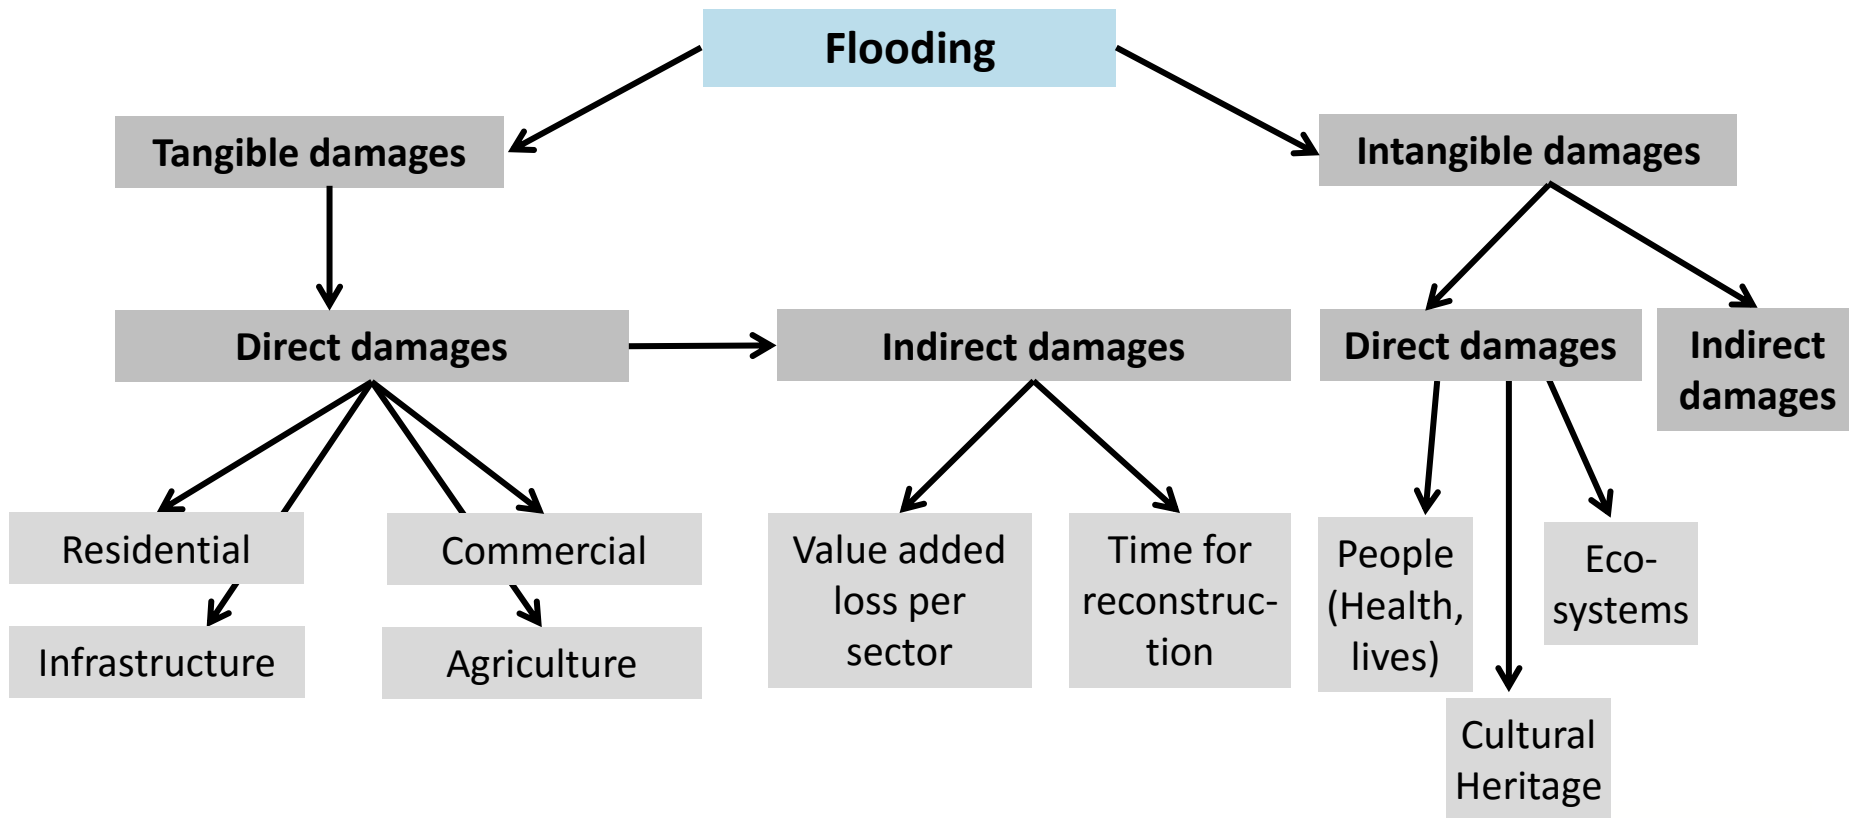 Flooding
Tangible damages
Intangible damages
Direct damages
Indirect damages
Direct damages
Indirect
damages
Residential
Commercial
Infrastructure
Agriculture
Value added
loss per
sector
Time for
reconstruc-
tion
People
(Health,
lives)
Eco-
systems
Cultural
Heritage